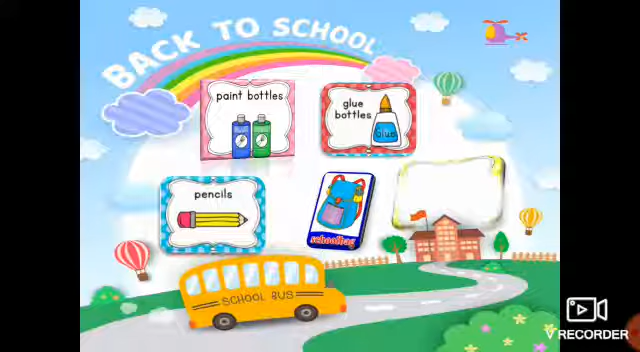 BACK TO SCHOOL
paint bottles
glue
bottles
Glue
pencils
schoolbag
SCHOOL BUS
V RECORDER